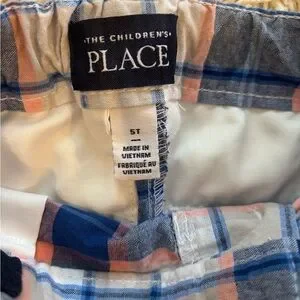 ·THE CHILDREN'S·
PLACE
5T
MADE IN
VIETNAM
FABRIQUÉ AU
VIETNAM